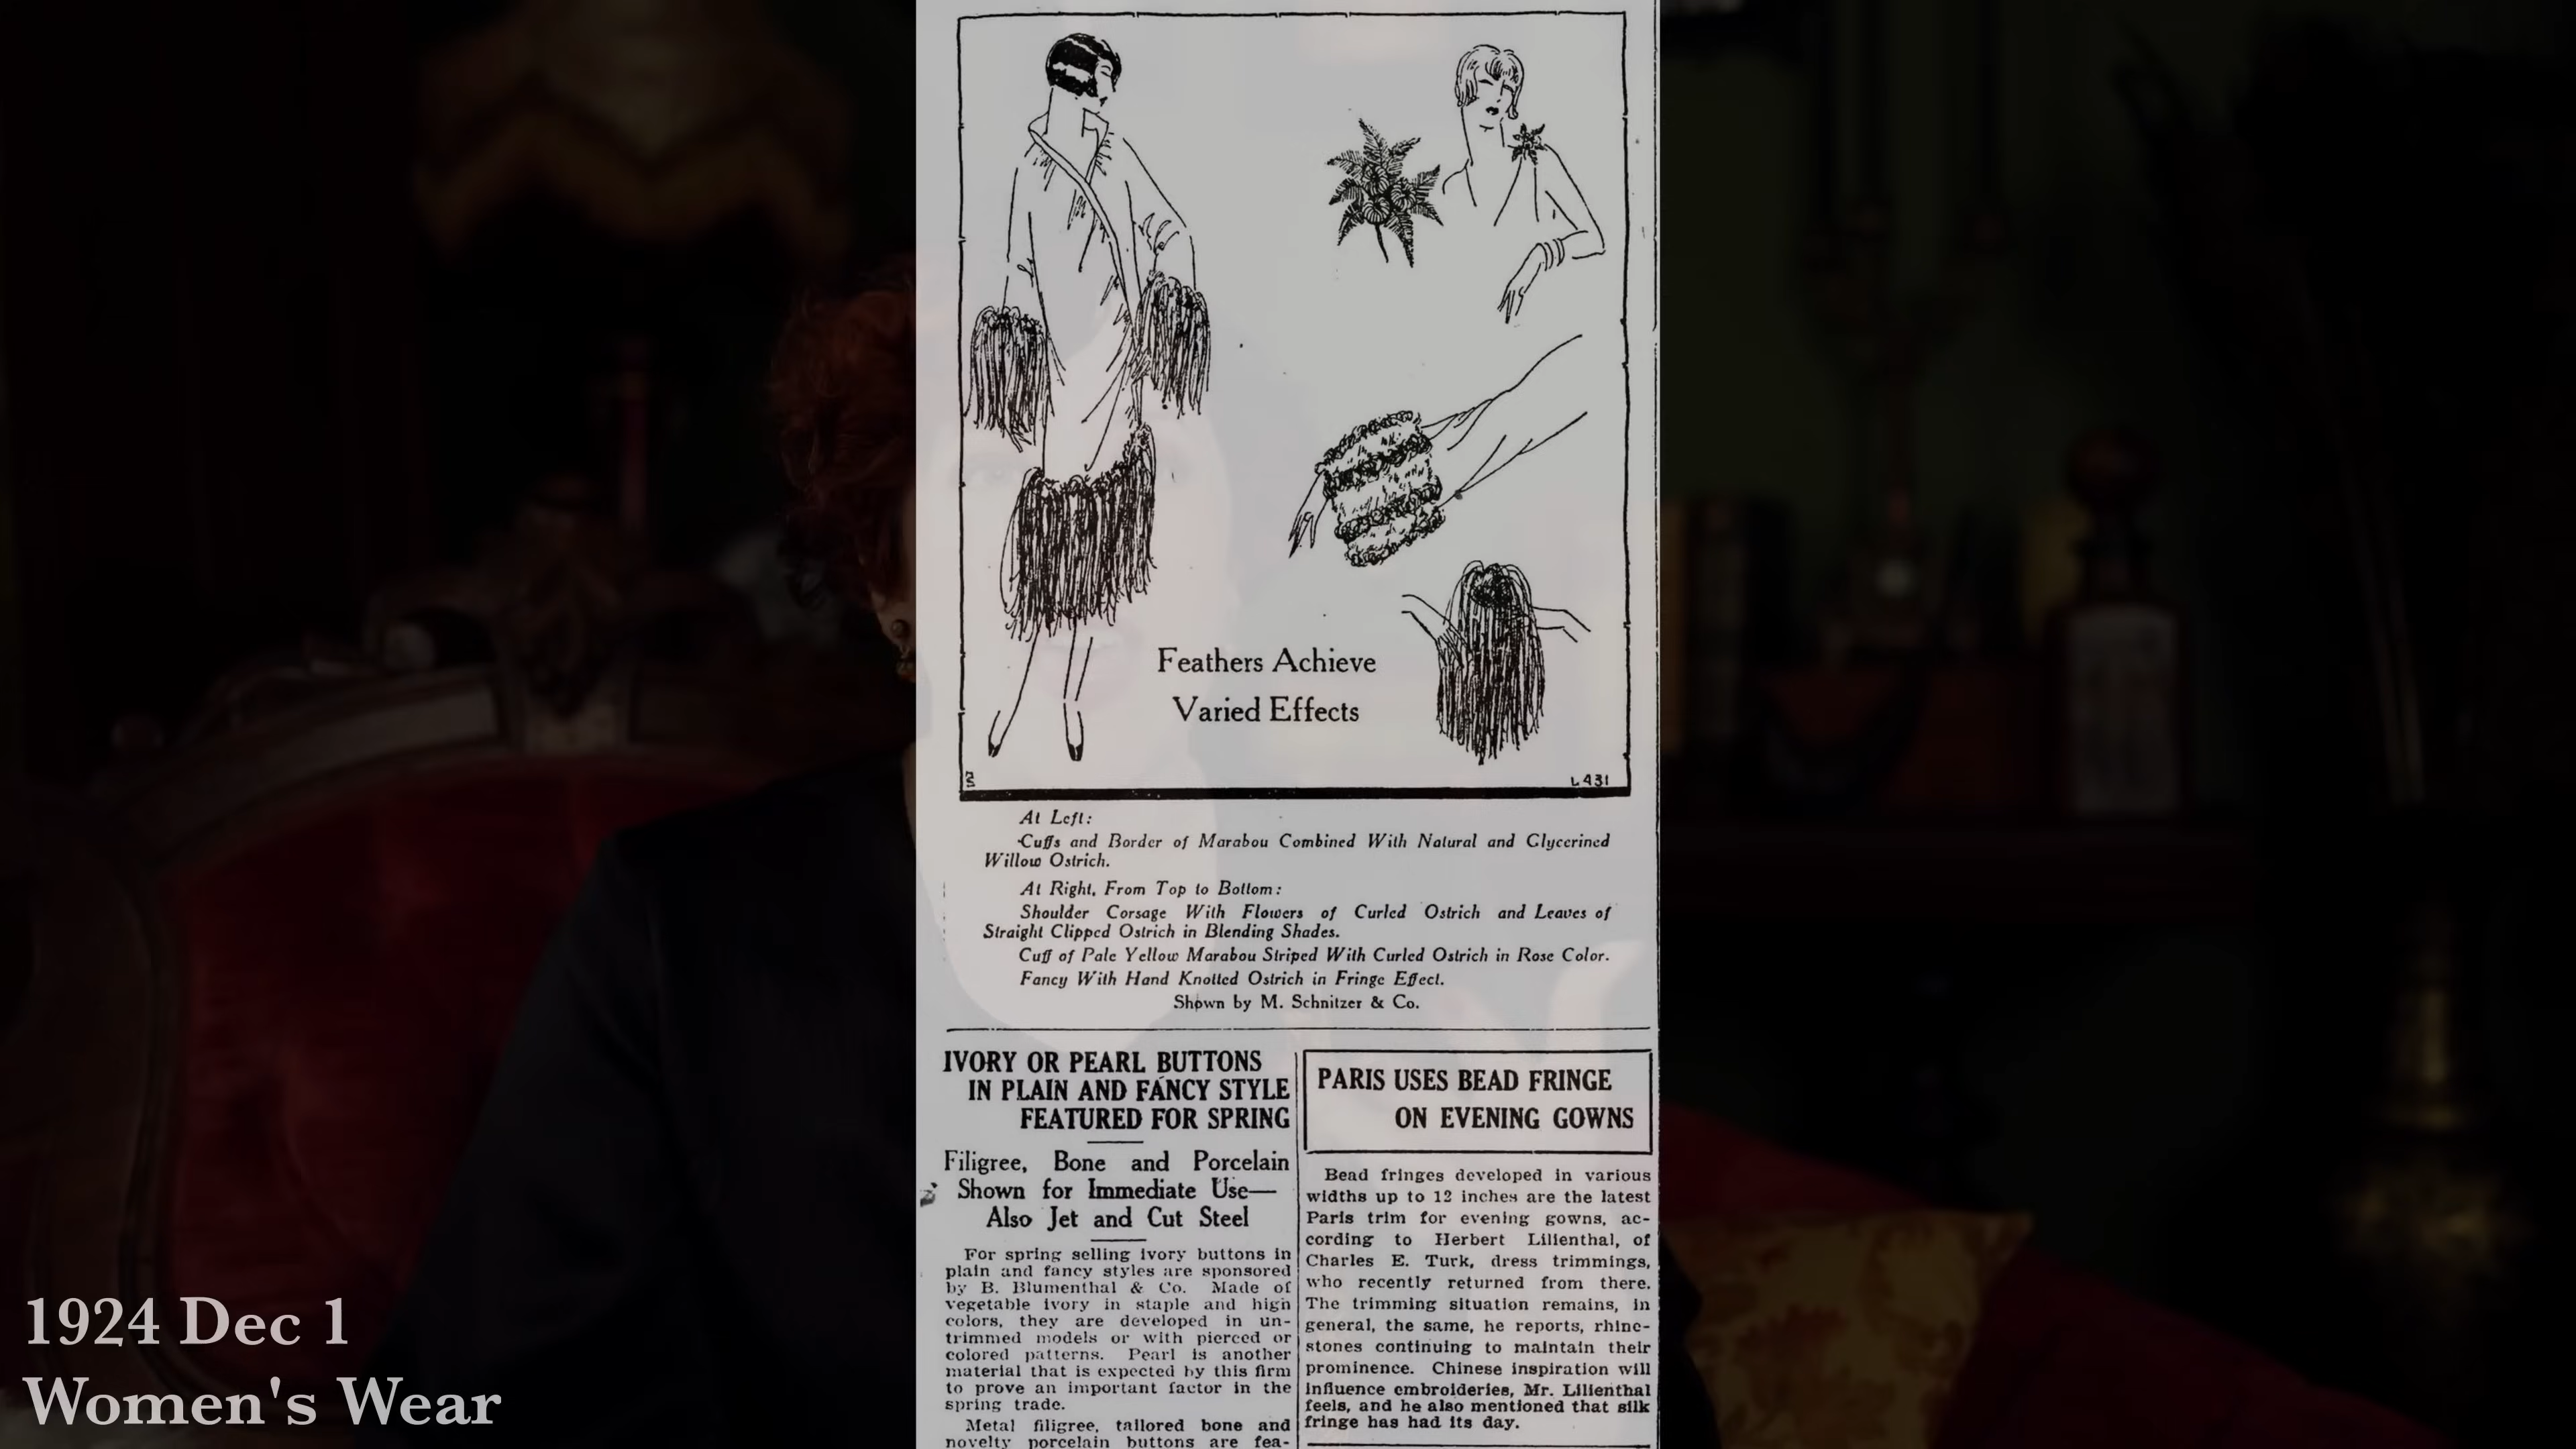 Feathers Achieve
Varied Effects
L431
At Left:
Cuffs and Border of Marabou Combined With Natural and Glycerined
Willow Ostrich.
At Right, From Top to Bottom:
Shoulder Corsage With Flowers of Curled Ostrich and Leaves of
Straight Clipped Ostrich in Blending Shades.
Cuff of Pale Yellow Marabou Striped With Curled Ostrich in Rose Color.
Fancy With Hand Knotted Ostrich in Fringe Effect.
Shown by M. Schnitzer & Co.
IVORY OR PEARL BUTTONS
IN PLAIN AND FANCY STYLE
FEATURED FOR SPRING
Filigree, Bone and Porcelain
Shown for Immediate Use—
Also Jet and Cut Steel
For spring selling ivory buttons in
plain and fancy styles are sponsored
by B. Blumenthal & Co. Made of
vegetable ivory in staple and high
colors, they are developed in un-
trimmed models or with pierced or
colored patterns. Pearl is another
material that is expected by this firm
to prove an important factor in the
spring trade.
Metal filigree, tailored bone and
novelty porcelain buttons are fea-
PARIS USES BEAD FRINGE
ON EVENING GOWNS
Bead fringes developed in various
widths up to 12 inches are the latest
Paris trim for evening gowns, ac-
cording to Herbert Lilienthal, of
Charles E. Turk, dress trimmings,
who recently returned from there.
The trimming situation remains, in
general, the same, he reports, rhine-
stones continuing to maintain their
prominence. Chinese inspiration will
influence embroideries, Mr. Lilienthal
feels, and he also mentioned that silk
fringe has had its day.
1924 Dec 1
Women's Wear